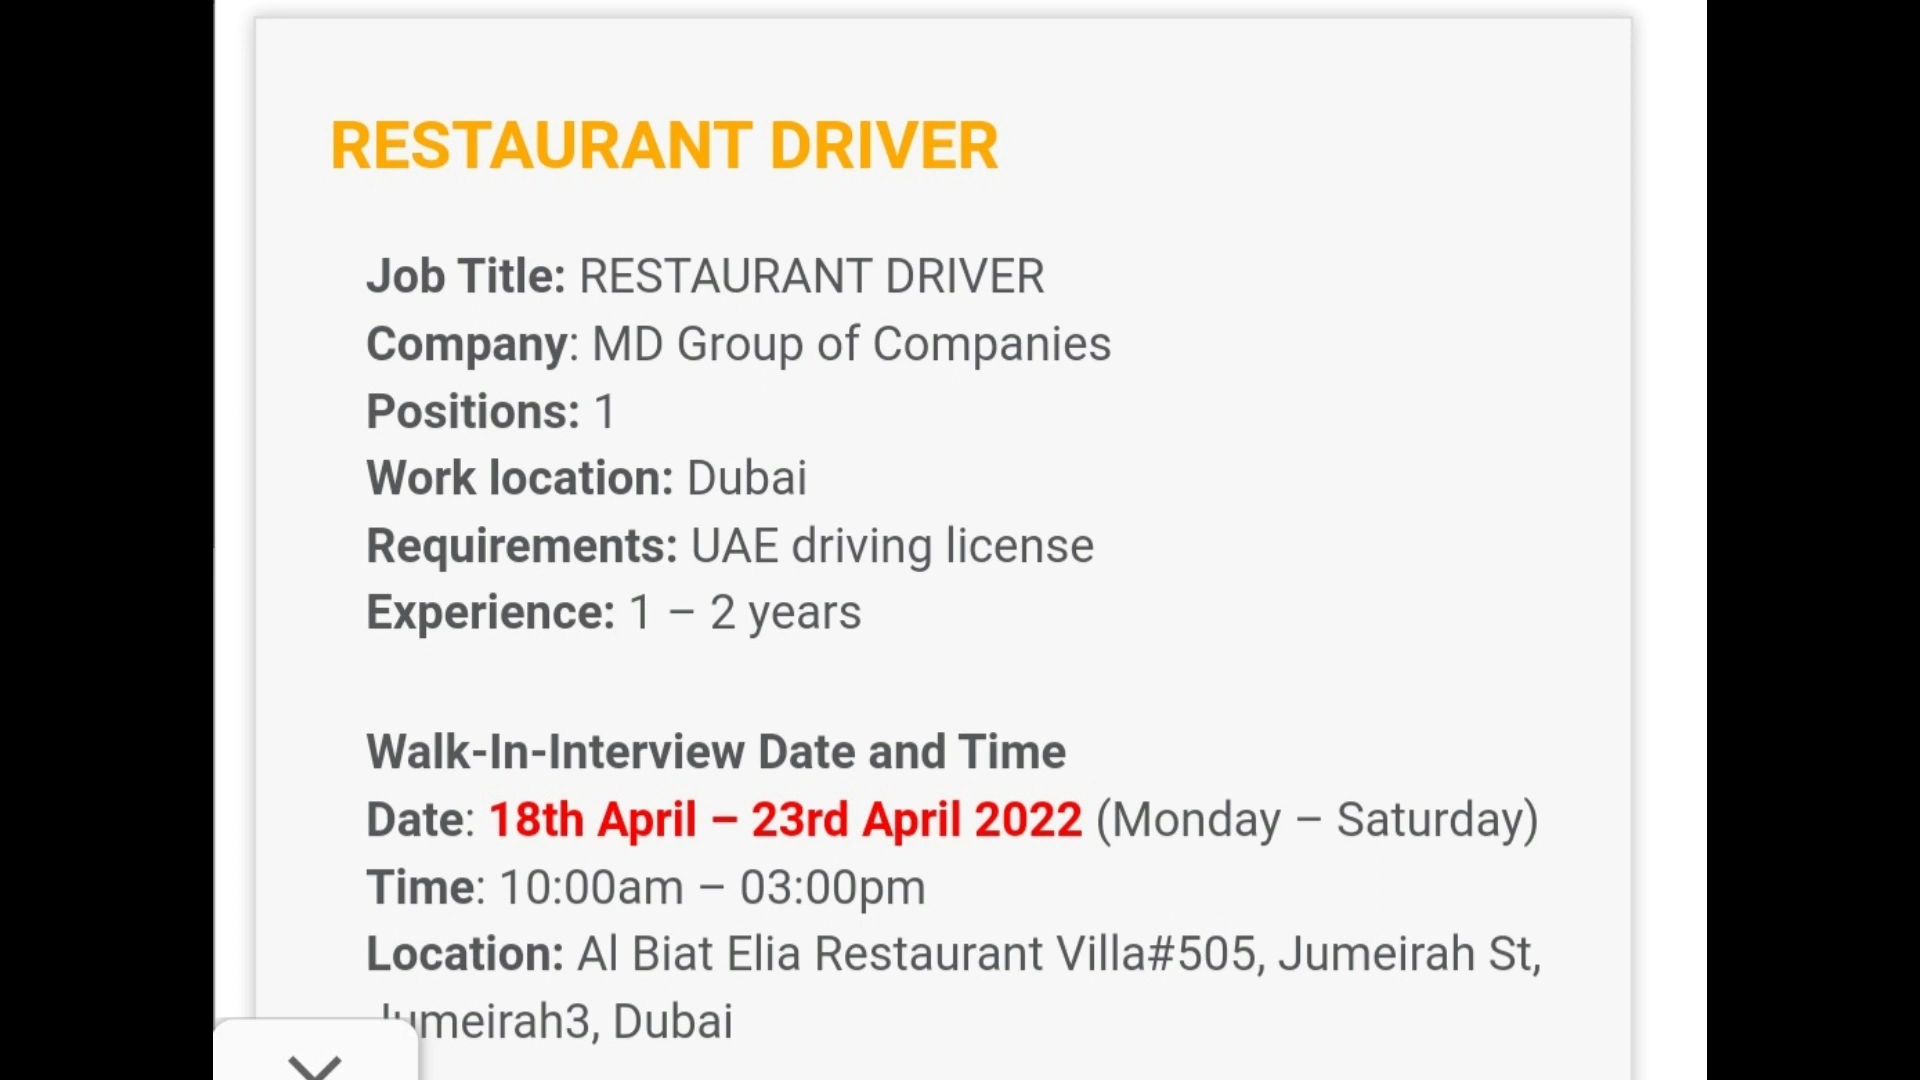 RESTAURANT DRIVER
Job Title: RESTAURANT DRIVER
Company: MD Group of Companies
Positions: 1
Work location: Dubai
Requirements: UAE driving license
Experience: 1 – 2 years
Walk-In-Interview Date and Time
Date: 18th April – 23rd April 2022 (Monday – Saturday)
Time: 10:00am – 03:00pm
Location: Al Biat Elia Restaurant Villa#505, Jumeirah St,
Jumeirah3, Dubai